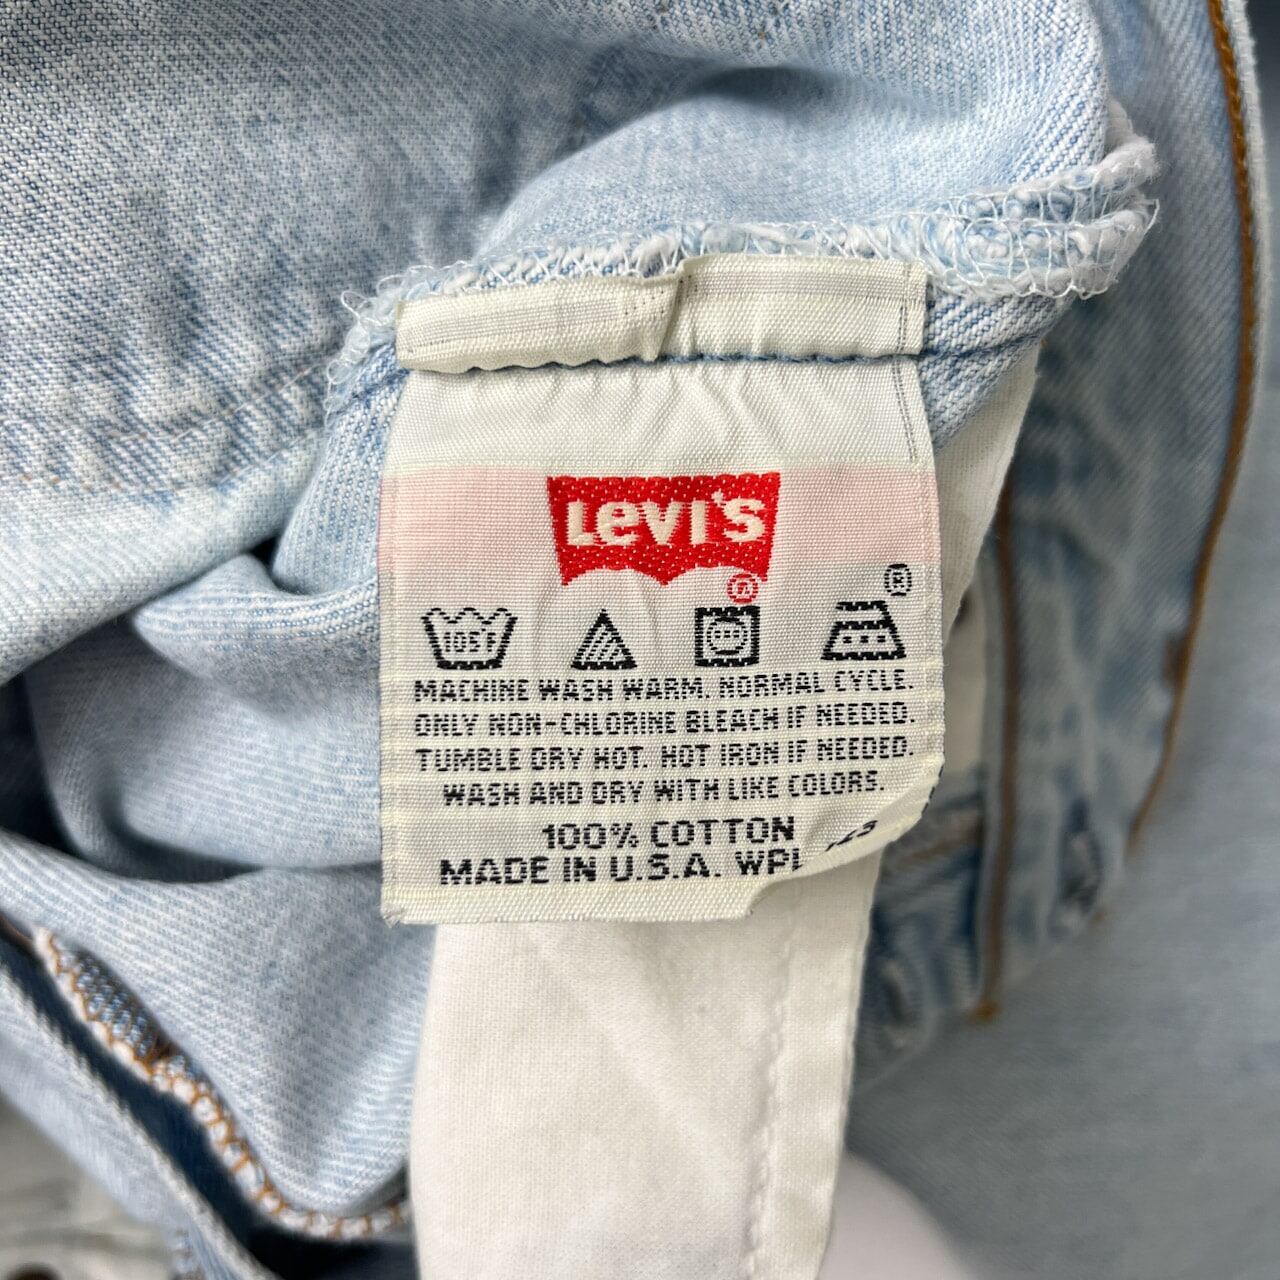 Levi's
®
®
105°F
MACHINE WASH WARM. NORMAL CYCLE.
ONLY NON-CHLORINE BLEACH IF NEEDED.
TUMBLE DRY HOT. HOT IRON IF NEEDED.
WASH AND DRY WITH LIKE COLORS.
100% COTTON
MADE IN U.S.A. WPL